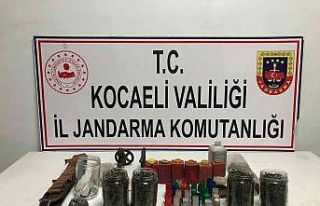 T.C.
KOCAELİ VALİLİĞİ
İL JANDARMA KOMUTANLIĞI